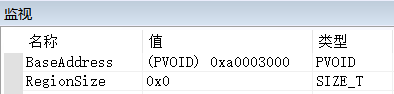 监视
名称 值 类型
BaseAddress (PVOID) 0xa0003000 PVOID
RegionSize 0x0 SIZE_T